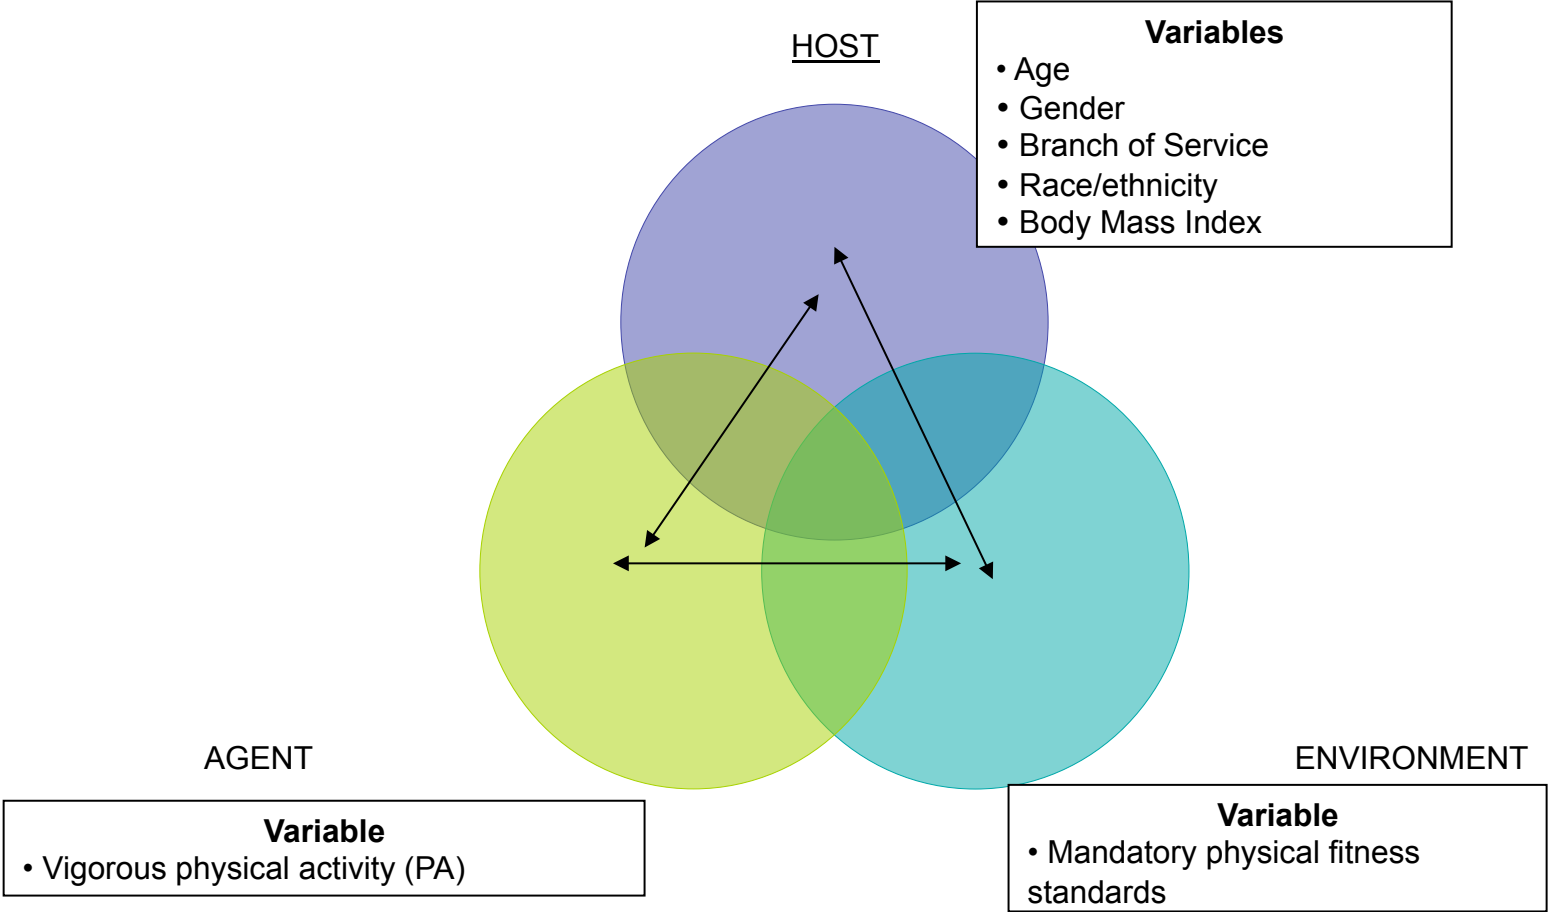 HOST
Variables
• Age
• Gender
• Branch of Service
• Race/ethnicity
• Body Mass Index
AGENT
Variable
• Vigorous physical activity (PA)
ENVIRONMENT
Variable
• Mandatory physical fitness
standards